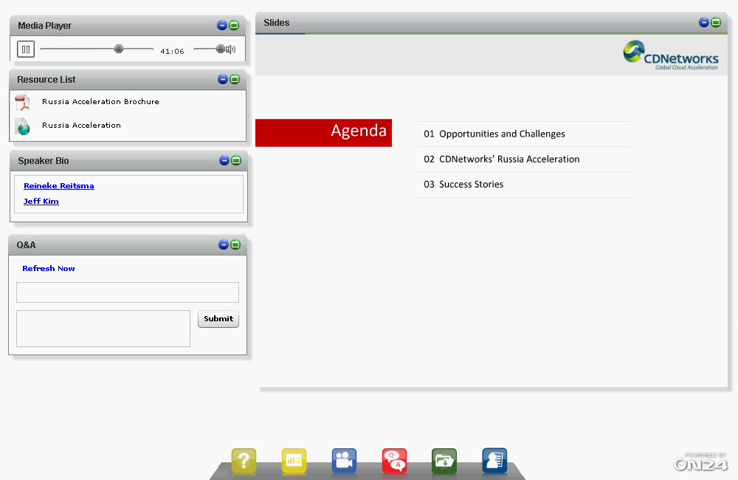 Media Player
41:06
Resource List
Russia Acceleration Brochure
Russia Acceleration
Speaker Bio
Reineke Reitsma
Jeff Kim
Q&A
Refresh Now
Submit
Slides
CDNetworks
Global Cloud Acceleration
Agenda
01 Opportunities and Challenges
02 CDNetworks' Russia Acceleration
03 Success Stories
?
Q
A
POWERED BY
ON24